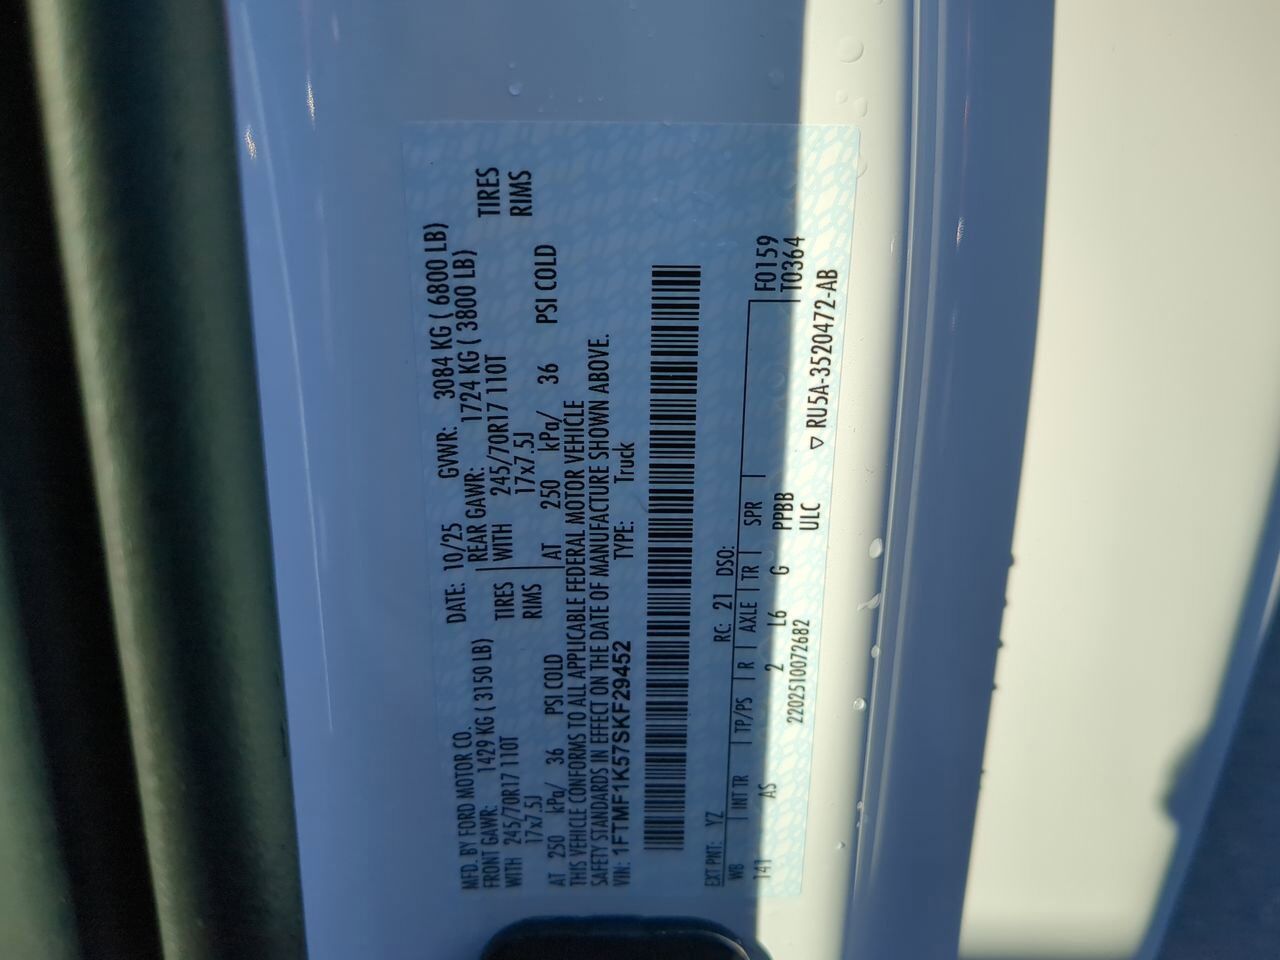 MFD. BY FORD MOTOR CO. DATE: 10/25 GVWR: 3084 KG ( 6800 LB)
FRONT GAWR: 1429 KG ( 3150 LB) REAR GAWR: 1724 KG ( 3800 LB)
WITH 245/70R17 110T TIRES WITH 245/70R17 110T TIRES
17x7.5J RIMS 17x7.5J RIMS
AT 250 kPa/ 36 PSI COLD AT 250 kPa/ 36 PSI COLD
THIS VEHICLE CONFORMS TO ALL APPLICABLE FEDERAL MOTOR VEHICLE
SAFETY STANDARDS IN EFFECT ON THE DATE OF MANUFACTURE SHOWN ABOVE.
VIN: 1FTMF1K57SKF29452 TYPE: Truck
EXT PNT: YZ RC: 21 DSO: F0159
WB INT TR TP/PS R AXLE TR SPR T0364
141 AS 2 L6 G PPBB
2202510072682 ULC ▽ RU5A-3520472-AB